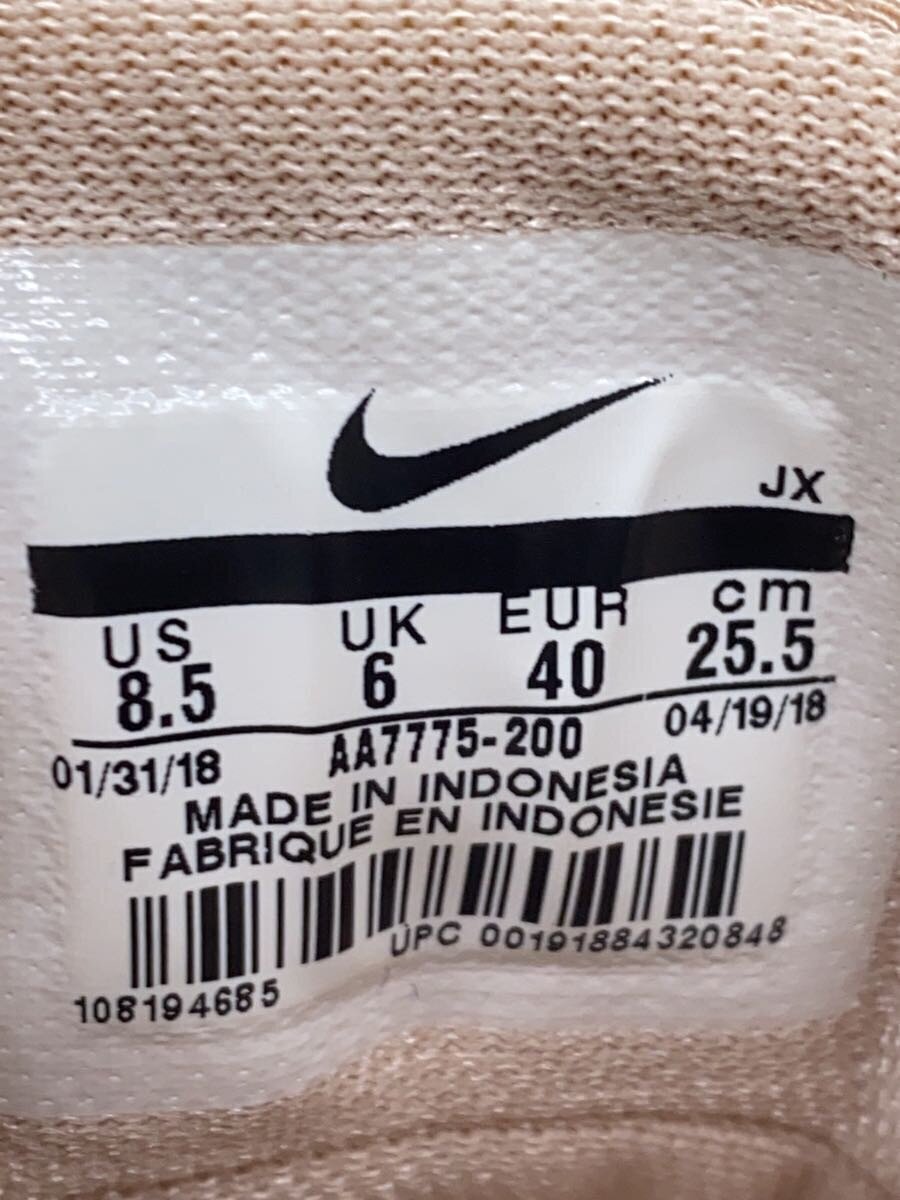 JX
US UK EUR cm
8.5 6 40 25.5
01/31/18 AA7775-200 04/19/18
MADE IN INDONESIA
FABRIQUE EN INDONESIE
UPC 00191884320848
108194685